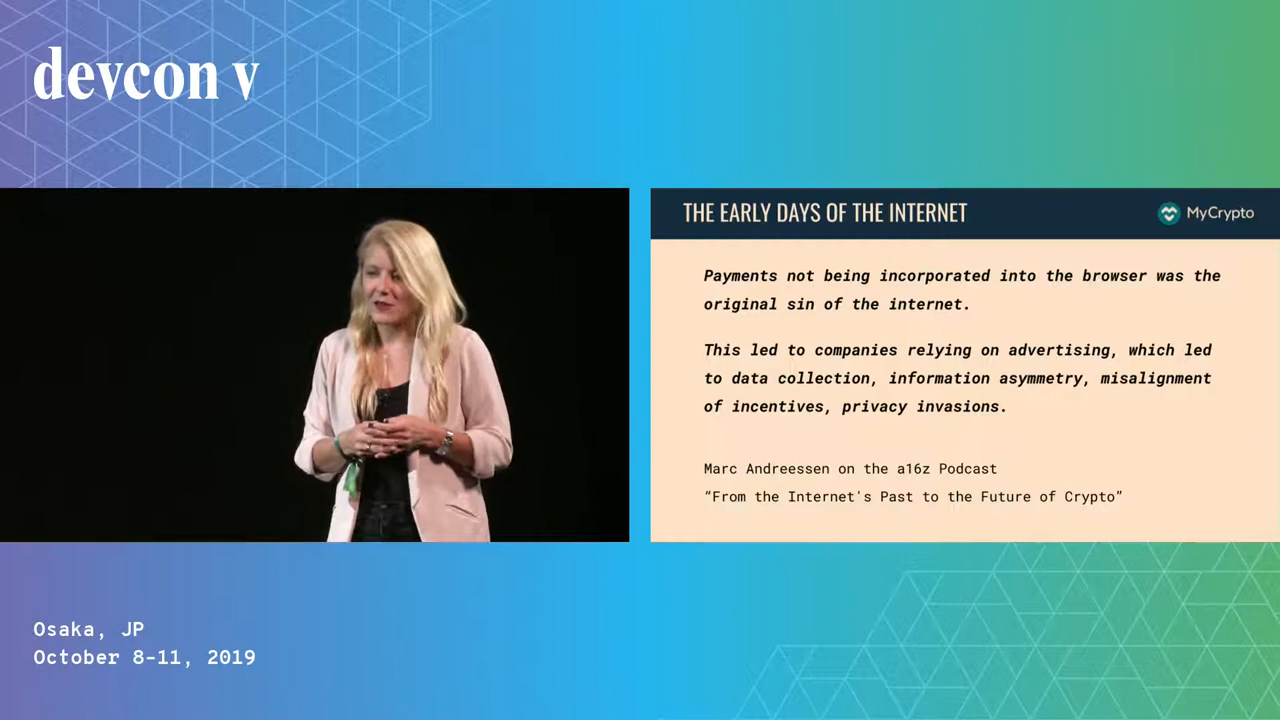 devcon v
THE EARLY DAYS OF THE INTERNET
MyCrypto
Payments not being incorporated into the browser was the
original sin of the internet.
This led to companies relying on advertising, which led
to data collection, information asymmetry, misalignment
of incentives, privacy invasions.
Marc Andreessen on the a16z Podcast
“From the Internet's Past to the Future of Crypto”
Osaka, JP
October 8-11, 2019